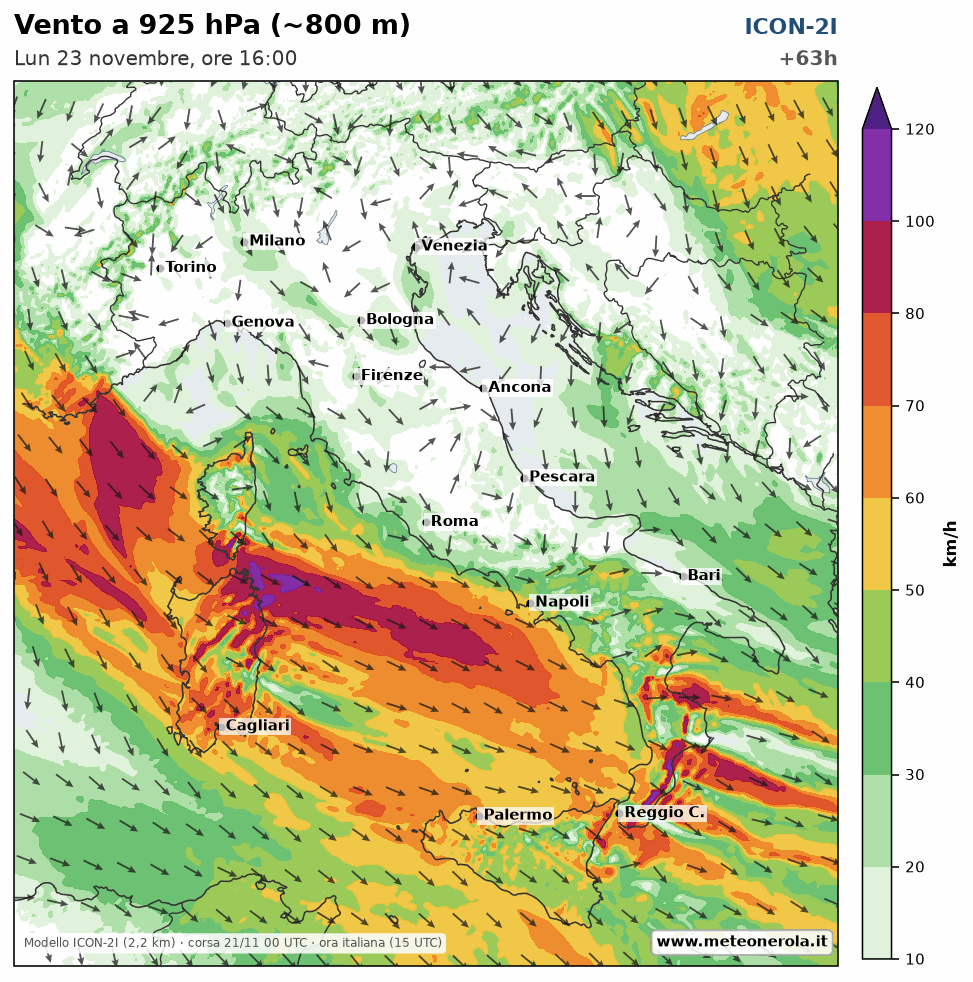 Vento a 925 hPa (~800 m)
ICON-2I
Lun 23 novembre, ore 16:00
+63h
120
100
80
70
60
50
40
30
20
10
km/h
Milano
Venezia
Torino
Genova
Bologna
Firenze
Ancona
Pescara
Roma
Bari
Napoli
Cagliari
Palermo
Reggio C.
Modello ICON-2I (2,2 km) · corsa 21/11 00 UTC · ora italiana (15 UTC)
www.meteonerola.it